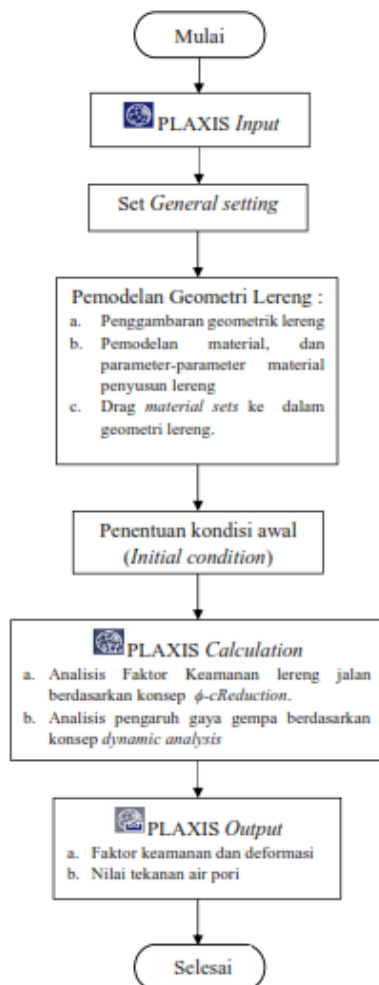 Mulai
PLAXIS Input
Set General setting
Pemodelan Geometri Lereng :
a. Penggambaran geometrik lereng
b. Pemodelan material, dan
parameter-parameter material
penyusun lereng
c. Drag material sets ke dalam
geometri lereng.
Penentuan kondisi awal
(Initial condition)
PLAXIS Calculation
a. Analisis Faktor Keamanan lereng jalan
berdasarkan konsep ϕ-cReduction.
b. Analisis pengaruh gaya gempa berdasarkan
konsep dynamic analysis
PLAXIS Output
a. Faktor keamanan dan deformasi
b. Nilai tekanan air pori
Selesai